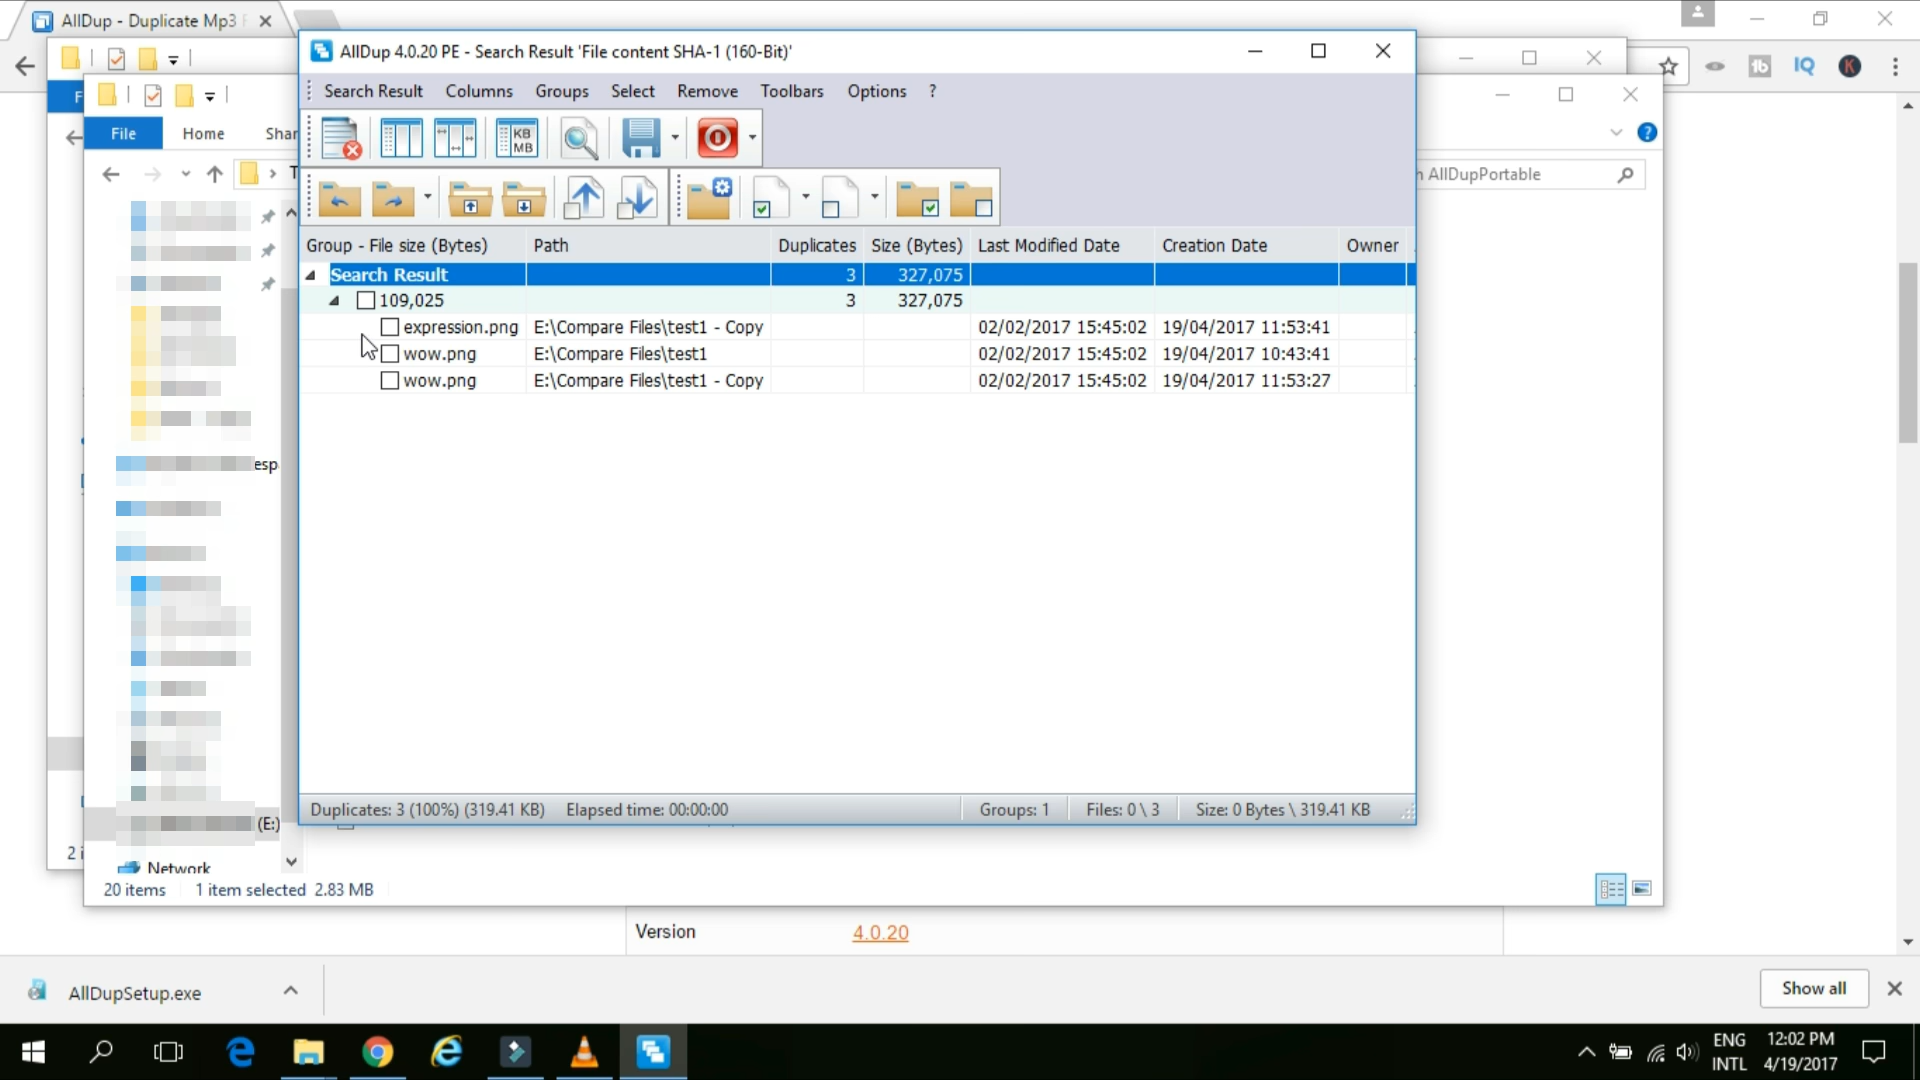 AllDup - Duplicate Mp3 F
AllDup 4.0.20 PE - Search Result 'File content SHA-1 (160-Bit)'
Search Result Columns Groups Select Remove Toolbars Options ?
F
File Home Shar
KB
MB
T
AllDupPortable
Group - File size (Bytes) Path Duplicates Size (Bytes) Last Modified Date Creation Date Owner
Search Result 3 327,075
109,025 3 327,075
expression.png E:\Compare Files\test1 - Copy 02/02/2017 15:45:02 19/04/2017 11:53:41
wow.png E:\Compare Files\test1 02/02/2017 15:45:02 19/04/2017 10:43:41
wow.png E:\Compare Files\test1 - Copy 02/02/2017 15:45:02 19/04/2017 11:53:27
esp
Duplicates: 3 (100%) (319.41 KB) Elapsed time: 00:00:00 Groups: 1 Files: 0 \ 3 Size: 0 Bytes \ 319.41 KB
(E:)
Network
2 i
20 items 1 item selected 2.83 MB
Version 4.0.20
AllDupSetup.exe
Show all
ENG
INTL
12:02 PM
4/19/2017